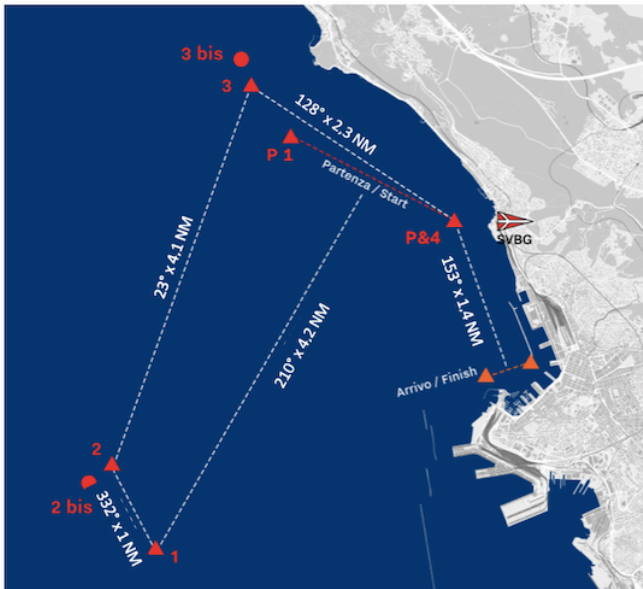 3 bis
3
128° x 2,3 NM
P 1
Partenza / Start
P&4
SVBG
23° x 4.1 NM
153° x 1.4 NM
210° x 4.2 NM
Arrivo / Finish
2
2 bis
332° x 1 NM
1